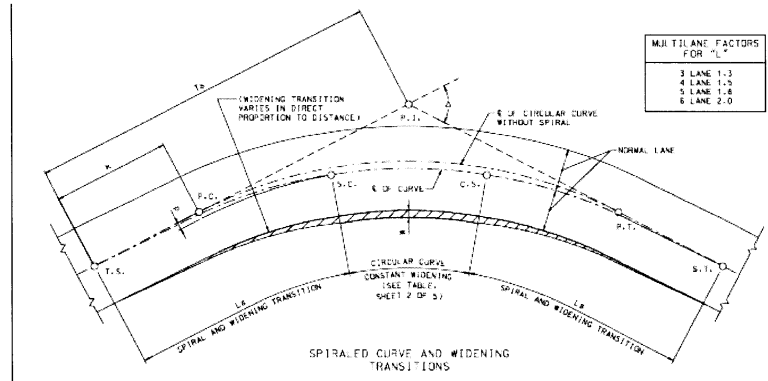 MULTILANE FACTORS
FOR "L"
3 LANE 1.3
4 LANE 1.5
5 LANE 1.8
6 LANE 2.0
(WIDENING TRANSITION
VARIES IN DIRECT
PROPORTION TO DISTANCE)
P.I.
Δ
℄ OF CIRCULAR CURVE
WITHOUT SPIRAL
NORMAL LANE
P.C.
S.C.
℄ OF CURVE
C.S.
P.T.
T.S.
S.T.
CIRCULAR CURVE
CONSTANT WIDENING
(SEE TABLE,
SHEET 2 OF 5)
SPIRAL AND WIDENING TRANSITION
SPIRAL AND WIDENING TRANSITION
SPIRALED CURVE AND WIDENING
TRANSITIONS